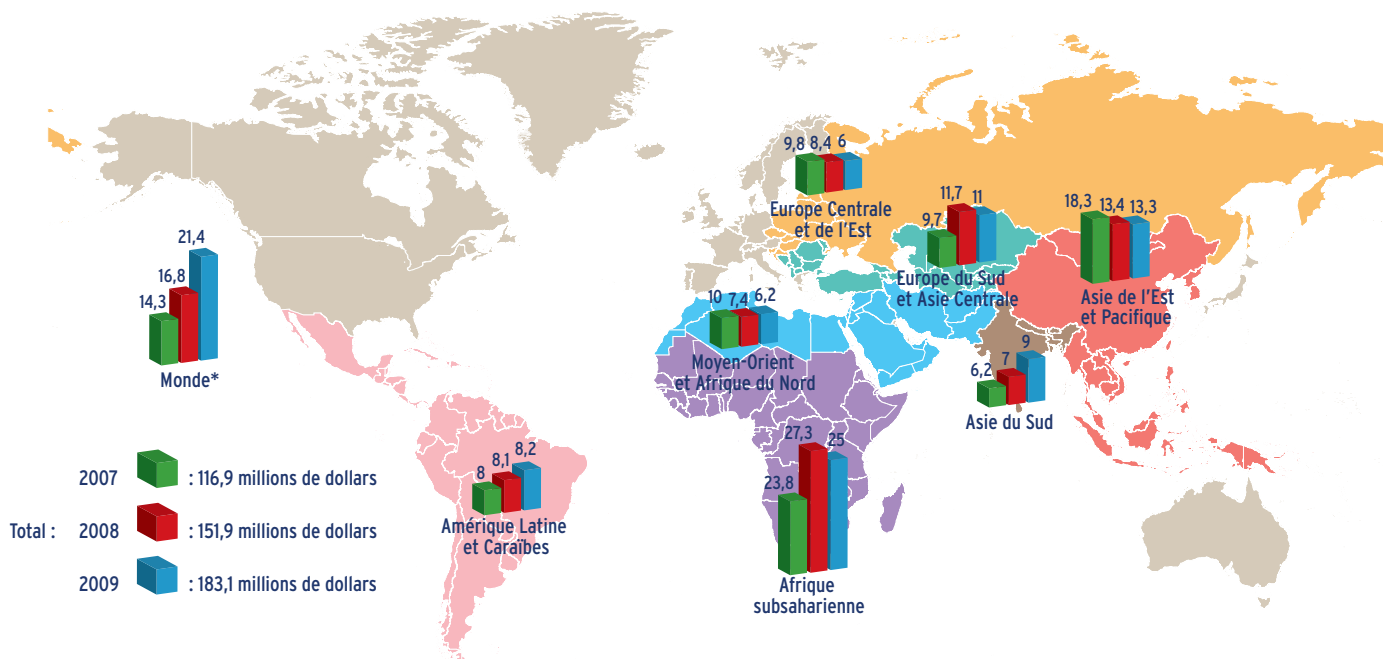 9,8 8,4 6
Europe Centrale
et de l'Est
9,7 11,7 11
Europe du Sud
et Asie Centrale
18,3 13,4 13,3
Asie de l'Est
et Pacifique
14,3 16,8 21,4
Monde*
10 7,4 6,2
Moyen-Orient
et Afrique du Nord
6,2 7 9
Asie du Sud
8 8,1 8,2
Amérique Latine
et Caraïbes
23,8 27,3 25
Afrique
subsaharienne
2007 : 116,9 millions de dollars
Total : 2008 : 151,9 millions de dollars
2009 : 183,1 millions de dollars